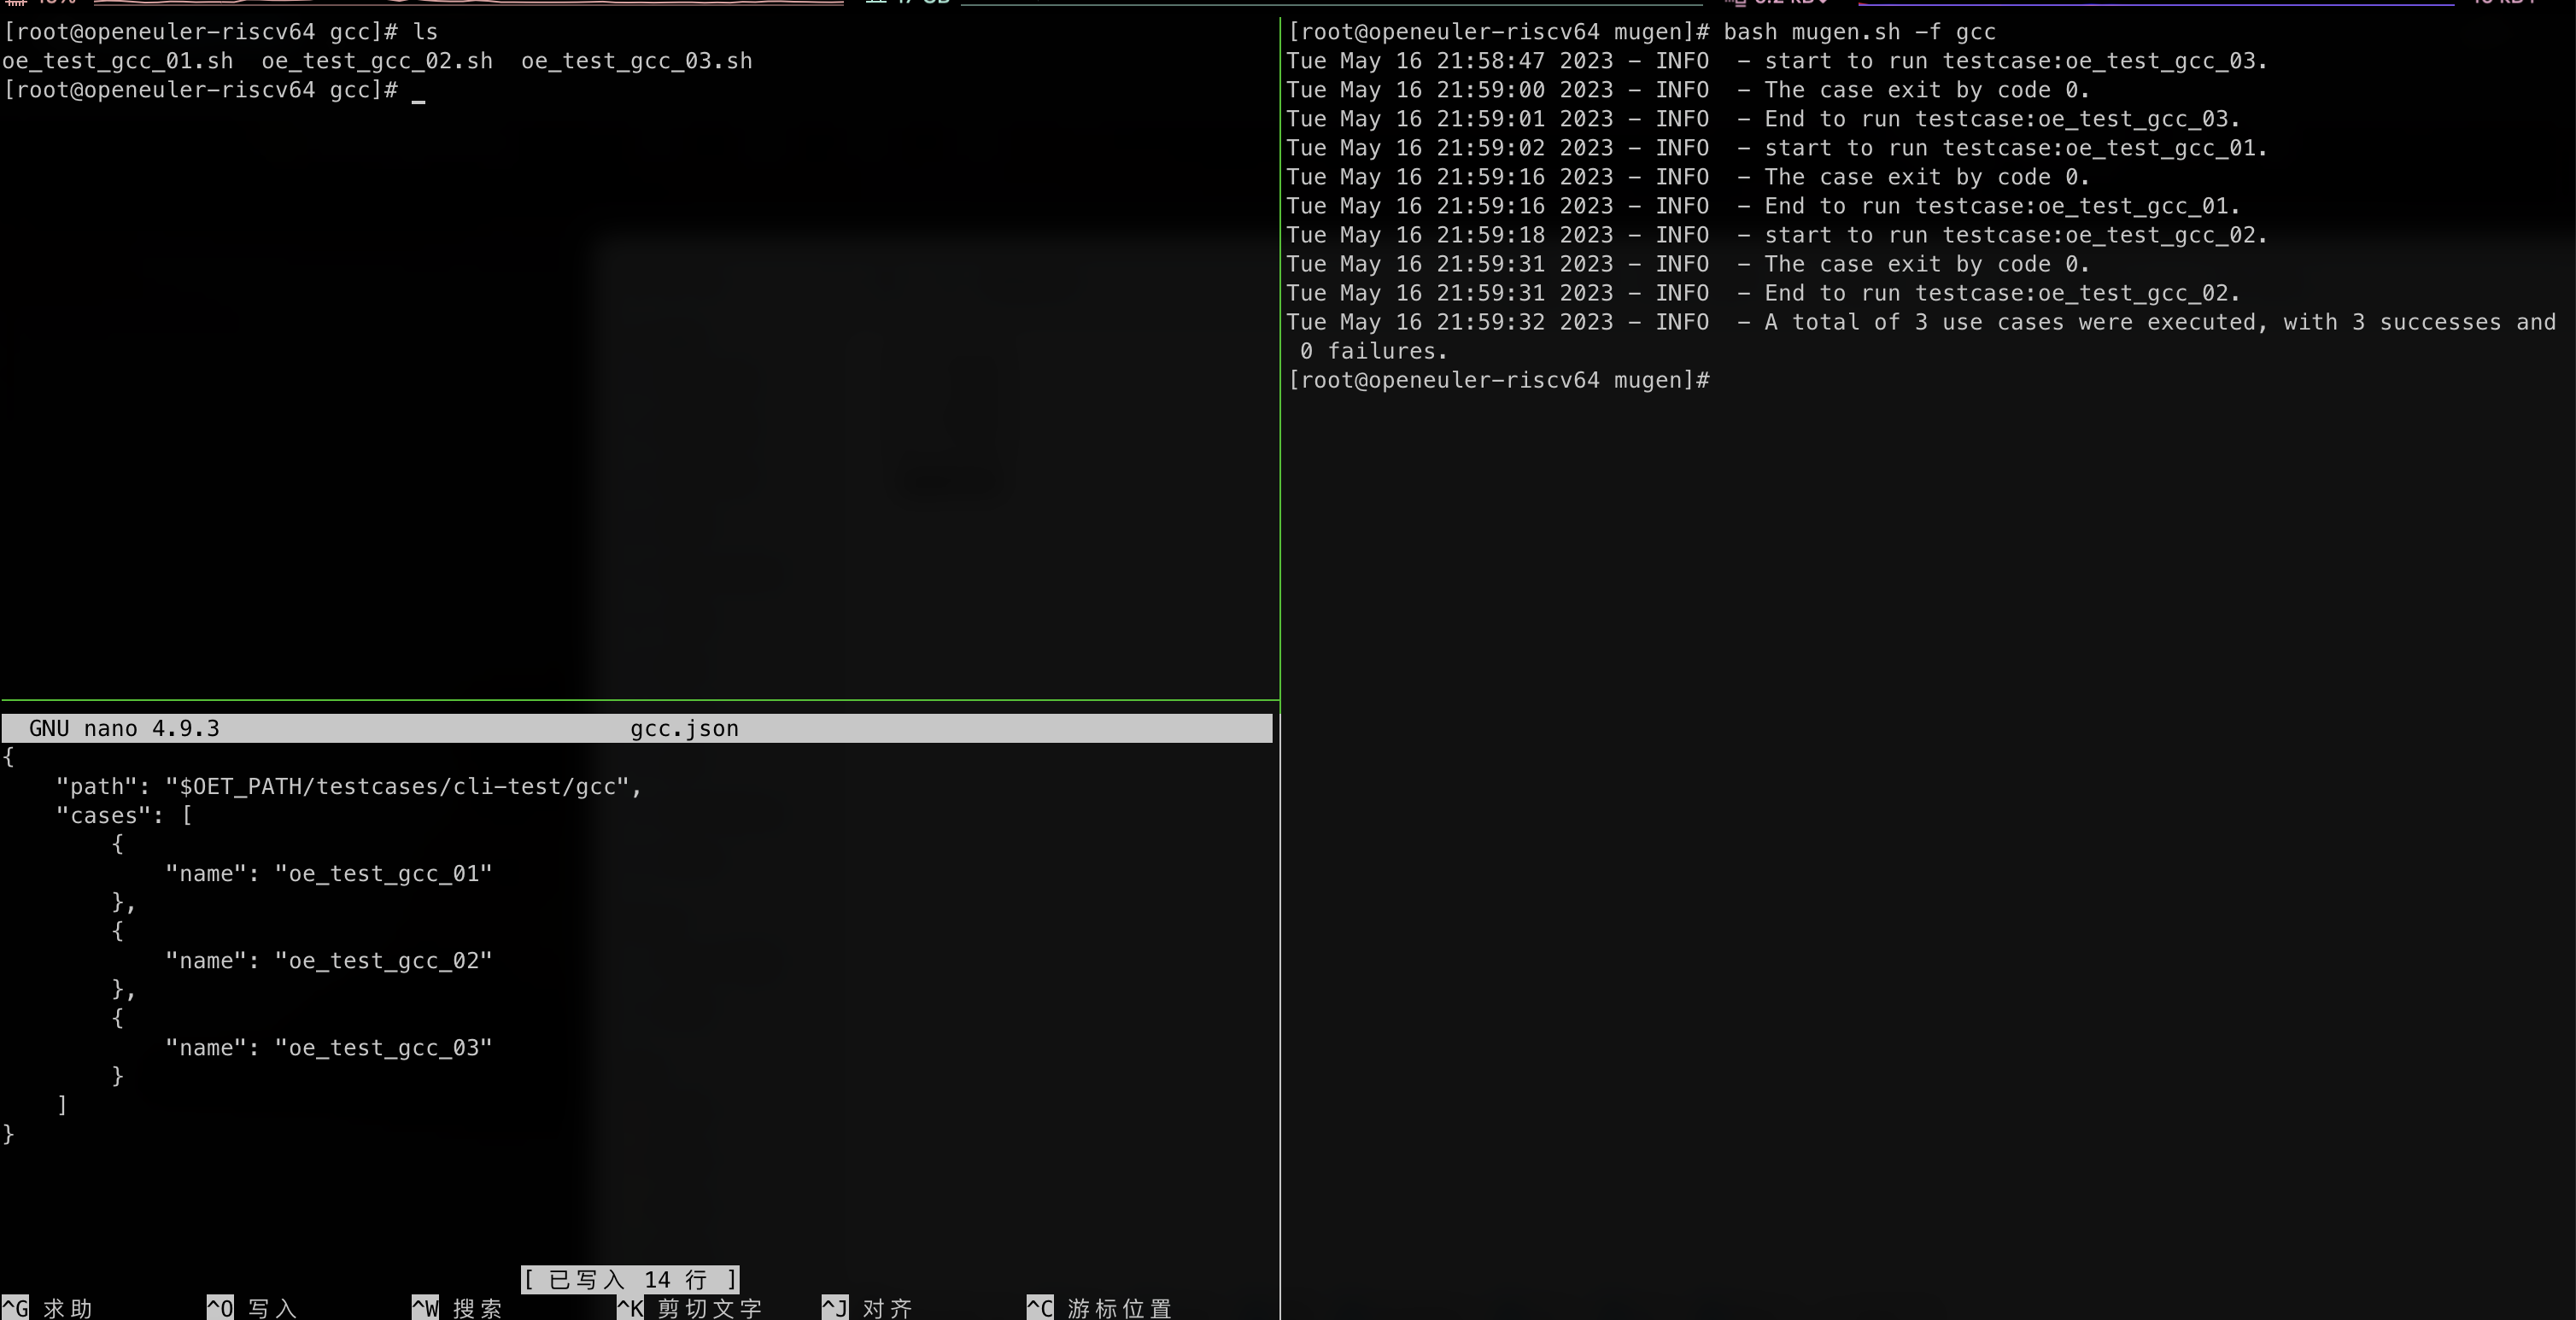 [root@openeuler-riscv64 gcc]# ls
oe_test_gcc_01.sh  oe_test_gcc_02.sh  oe_test_gcc_03.sh
[root@openeuler-riscv64 gcc]# _
GNU nano 4.9.3 gcc.json
{
    "path": "$OET_PATH/testcases/cli-test/gcc",
    "cases": [
        {
            "name": "oe_test_gcc_01"
        },
        {
            "name": "oe_test_gcc_02"
        },
        {
            "name": "oe_test_gcc_03"
        }
    ]
}
[ 已写入 14 行 ]
^G 求助 ^O 写入 ^W 搜索 ^K 剪切文字 ^J 对齐 ^C 游标位置
[root@openeuler-riscv64 mugen]# bash mugen.sh -f gcc
Tue May 16 21:58:47 2023 - INFO  - start to run testcase:oe_test_gcc_03.
Tue May 16 21:59:00 2023 - INFO  - The case exit by code 0.
Tue May 16 21:59:01 2023 - INFO  - End to run testcase:oe_test_gcc_03.
Tue May 16 21:59:02 2023 - INFO  - start to run testcase:oe_test_gcc_01.
Tue May 16 21:59:16 2023 - INFO  - The case exit by code 0.
Tue May 16 21:59:16 2023 - INFO  - End to run testcase:oe_test_gcc_01.
Tue May 16 21:59:18 2023 - INFO  - start to run testcase:oe_test_gcc_02.
Tue May 16 21:59:31 2023 - INFO  - The case exit by code 0.
Tue May 16 21:59:31 2023 - INFO  - End to run testcase:oe_test_gcc_02.
Tue May 16 21:59:32 2023 - INFO  - A total of 3 use cases were executed, with 3 successes and
 0 failures.
[root@openeuler-riscv64 mugen]#